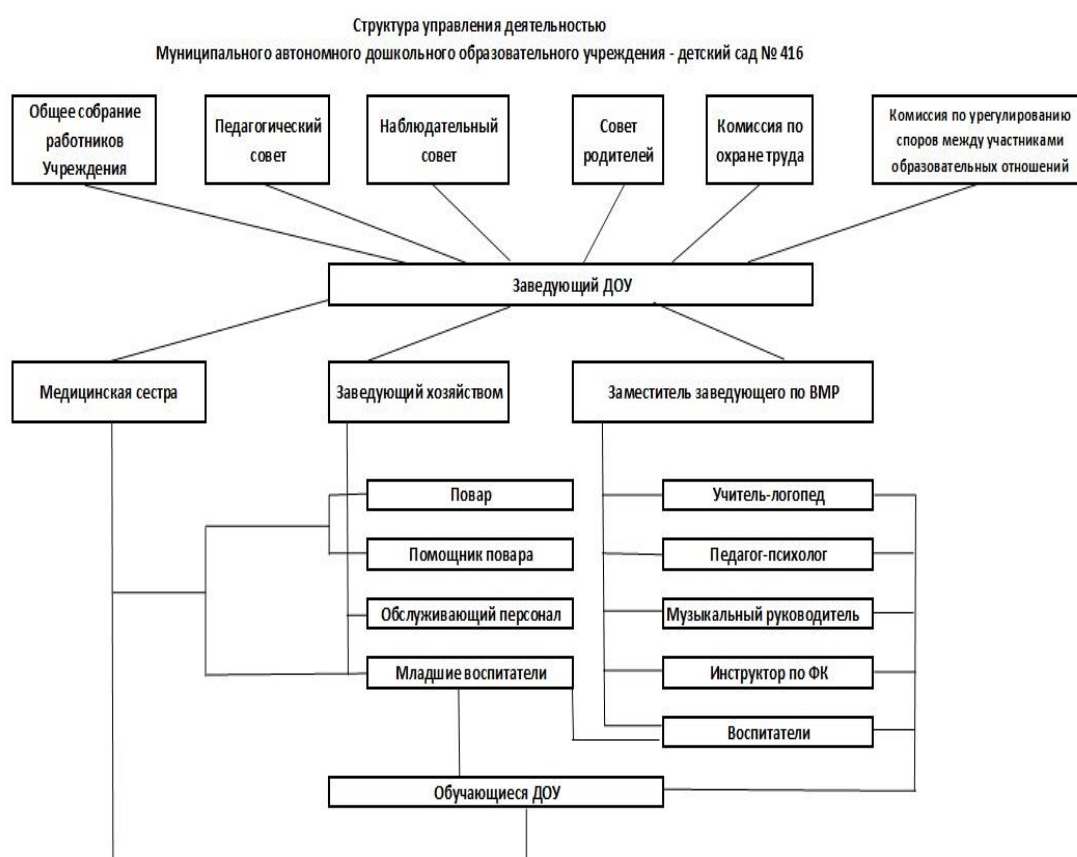 Структура управления деятельностью
Муниципального автономного дошкольного образовательного учреждения - детский сад № 416
Общее собрание
работников
Учреждения
Педагогический
совет
Наблюдательный
совет
Совет
родителей
Комиссия по
охране труда
Комиссия по урегулированию
споров между участниками
образовательных отношений
Заведующий ДОУ
Медицинская сестра
Заведующий хозяйством
Заместитель заведующего по ВМР
Повар
Учитель-логопед
Помощник повара
Педагог-психолог
Обслуживающий персонал
Музыкальный руководитель
Младшие воспитатели
Инструктор по ФК
Воспитатели
Обучающиеся ДОУ